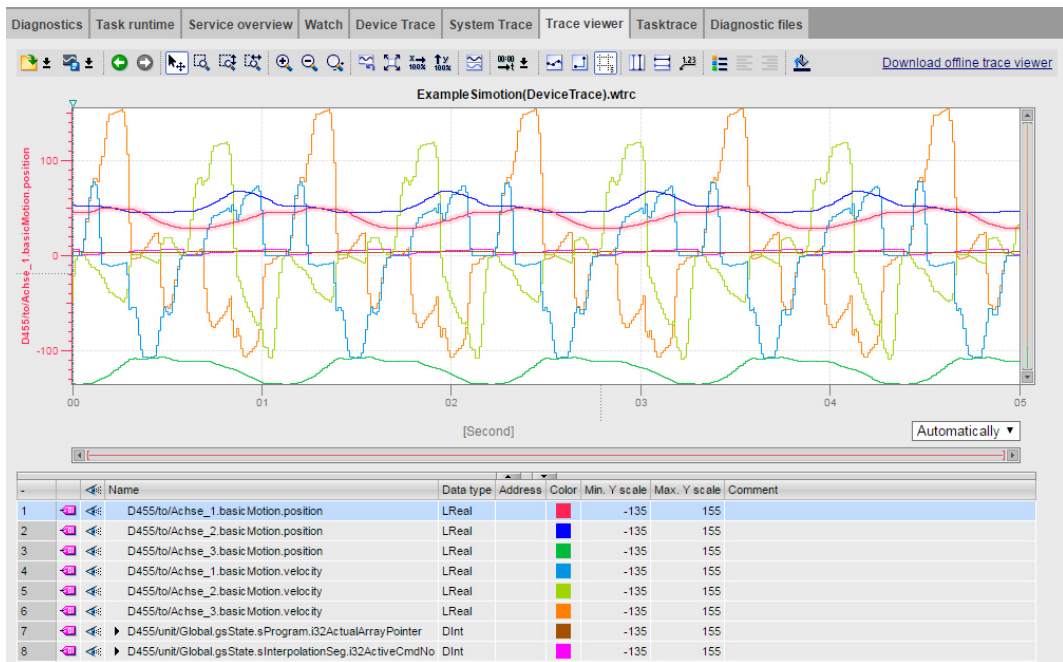 Diagnostics Task runtime Service overview Watch Device Trace System Trace Trace viewer Tasktrace Diagnostic files
Download offline trace viewer
ExampleSimotion(DeviceTrace).wtrc
D455/to/Achse_1.basicMotion.position
100
0
-100
00 01 02 03 04 05
[Second]
Automatically
- Name Data type Address Color Min. Y scale Max. Y scale Comment
1 D455/to/Achse_1.basicMotion.position LReal -135 155
2 D455/to/Achse_2.basicMotion.position LReal -135 155
3 D455/to/Achse_3.basicMotion.position LReal -135 155
4 D455/to/Achse_1.basicMotion.velocity LReal -135 155
5 D455/to/Achse_2.basicMotion.velocity LReal -135 155
6 D455/to/Achse_3.basicMotion.velocity LReal -135 155
7 D455/unit/Global.gsState.sProgram.i32ActualArrayPointer DInt -135 155
8 D455/unit/Global.gsState.sInterpolationSeg.i32ActiveCmdNo DInt -135 155